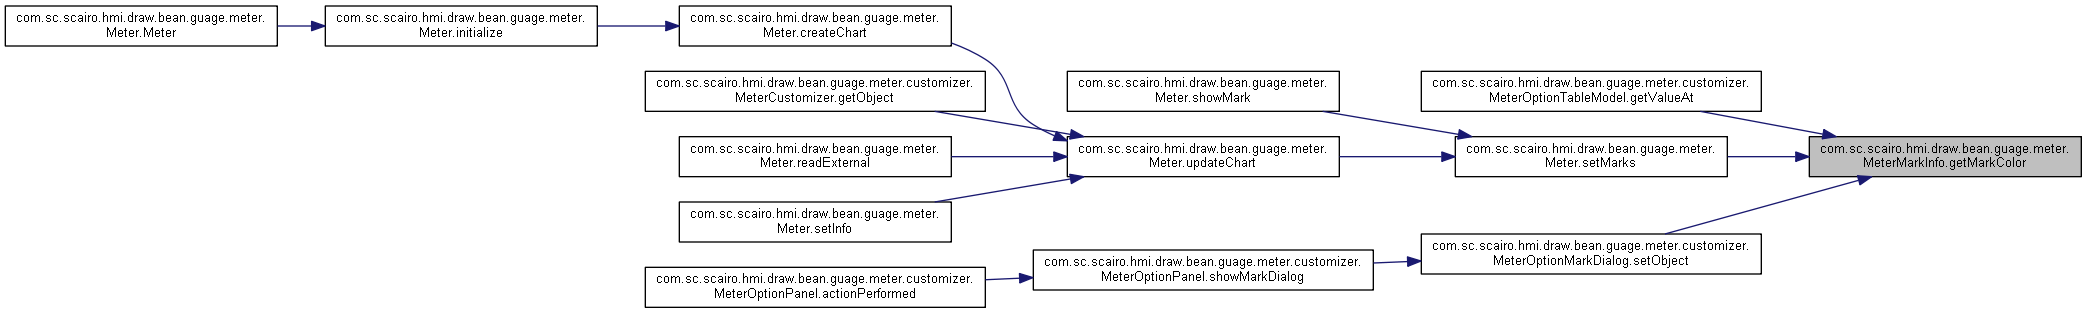 com.sc.scairo.hmi.draw.bean.guage.meter.
Meter.Meter
com.sc.scairo.hmi.draw.bean.guage.meter.
Meter.initialize
com.sc.scairo.hmi.draw.bean.guage.meter.
Meter.createChart
com.sc.scairo.hmi.draw.bean.guage.meter.customizer.
MeterCustomizer.getObject
com.sc.scairo.hmi.draw.bean.guage.meter.
Meter.showMark
com.sc.scairo.hmi.draw.bean.guage.meter.customizer.
MeterOptionTableModel.getValueAt
com.sc.scairo.hmi.draw.bean.guage.meter.
Meter.readExternal
com.sc.scairo.hmi.draw.bean.guage.meter.
Meter.updateChart
com.sc.scairo.hmi.draw.bean.guage.meter.
Meter.setMarks
com.sc.scairo.hmi.draw.bean.guage.meter.
MeterMarkInfo.getMarkColor
com.sc.scairo.hmi.draw.bean.guage.meter.
Meter.setInfo
com.sc.scairo.hmi.draw.bean.guage.meter.customizer.
MeterOptionMarkDialog.setObject
com.sc.scairo.hmi.draw.bean.guage.meter.customizer.
MeterOptionPanel.showMarkDialog
com.sc.scairo.hmi.draw.bean.guage.meter.customizer.
MeterOptionPanel.actionPerformed